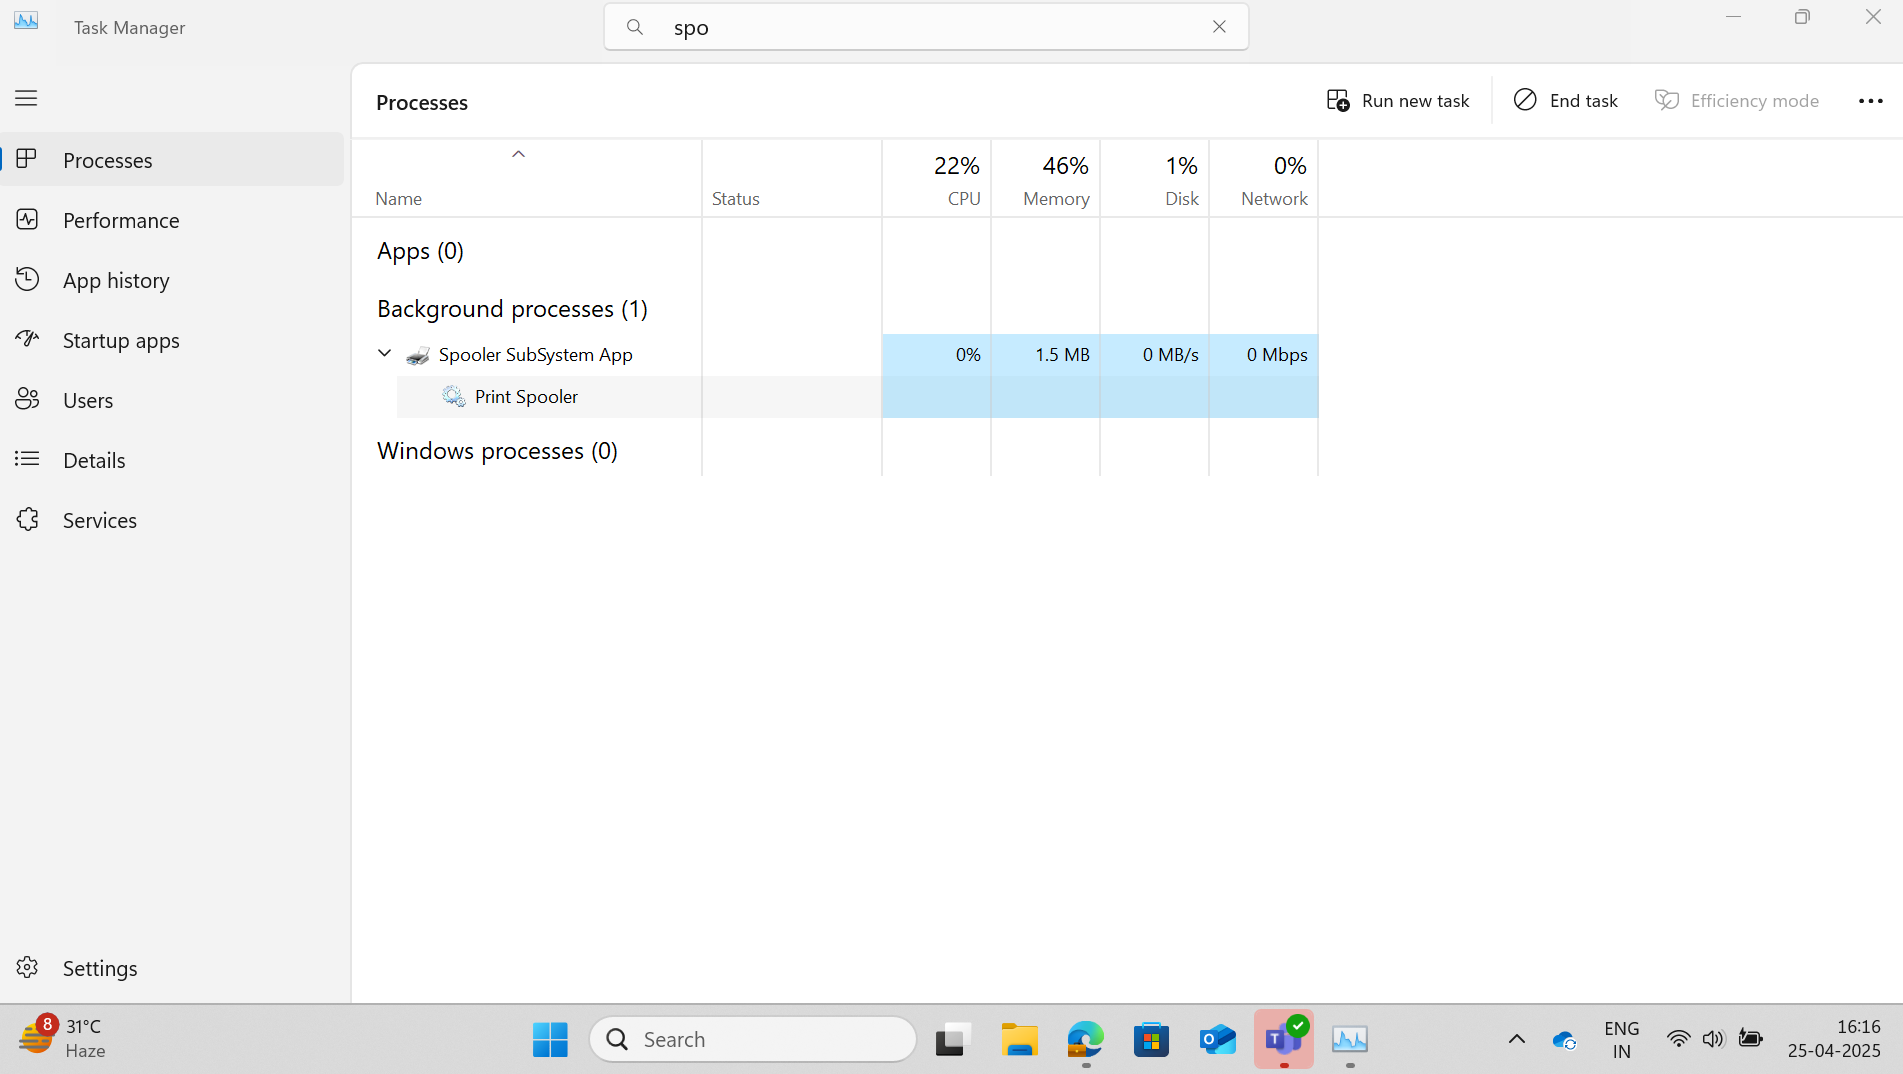 Task Manager
spo
Processes
Run new task
End task
Efficiency mode
Processes
Performance
App history
Startup apps
Users
Details
Services
Settings
22% 46% 1% 0%
Name Status CPU Memory Disk Network
Apps (0)
Background processes (1)
Spooler SubSystem App 0% 1.5 MB 0 MB/s 0 Mbps
Print Spooler
Windows processes (0)
8
31°C
Haze
Search
T
ENG
IN
16:16
25-04-2025